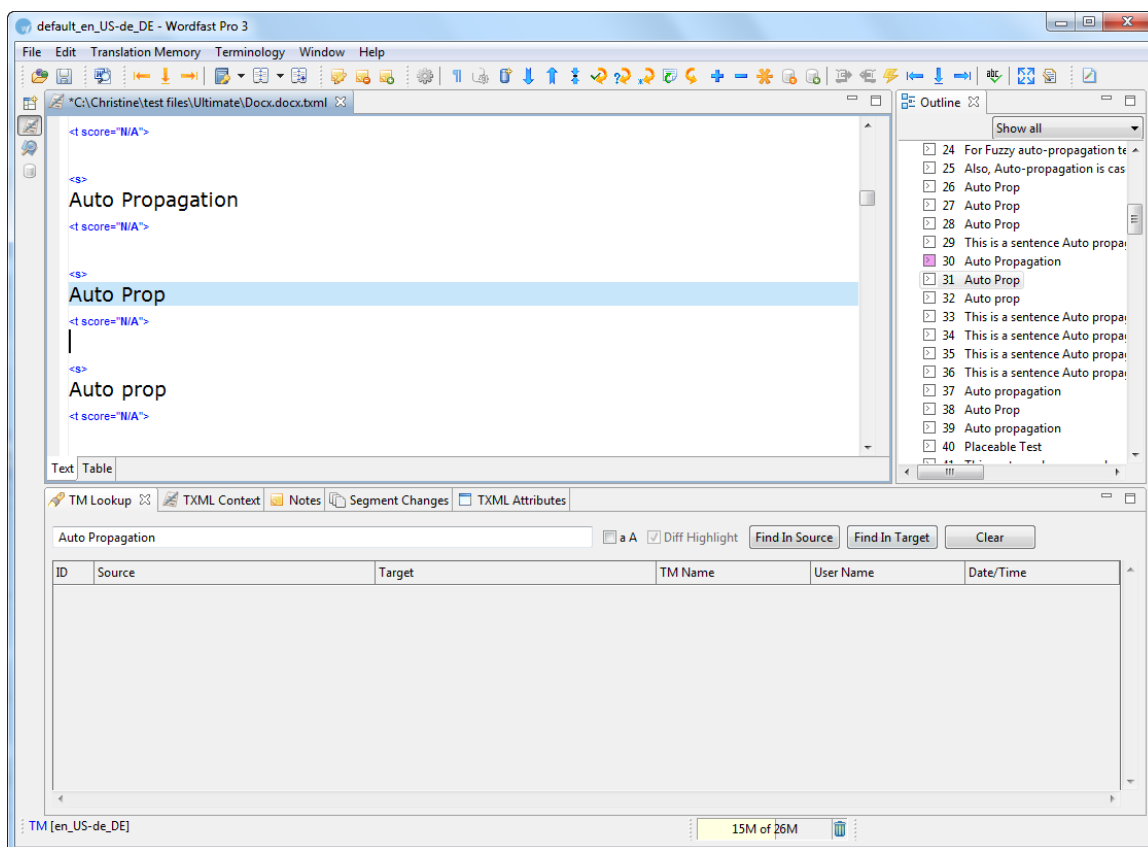 default_en_US-de_DE - Wordfast Pro 3
File Edit Translation Memory Terminology Window Help
*C:\Christine\test files\Ultimate\Docx.docx.txml
<t score="N/A">
<s>
Auto Propagation
<t score="N/A">
<s>
Auto Prop
<t score="N/A">
<s>
Auto prop
<t score="N/A">
Text Table
Outline
Show all
24 For Fuzzy auto-propagation te
25 Also, Auto-propagation is cas
26 Auto Prop
27 Auto Prop
28 Auto Prop
29 This is a sentence Auto propa
30 Auto Propagation
31 Auto Prop
32 Auto prop
33 This is a sentence Auto propa
34 This is a sentence Auto propa
35 This is a sentence Auto propa
36 This is a sentence Auto propa
37 Auto propagation
38 Auto Prop
39 Auto propagation
40 Placeable Test
TM Lookup TXML Context Notes Segment Changes TXML Attributes
Auto Propagation a A Diff Highlight Find In Source Find In Target Clear
ID Source Target TM Name User Name Date/Time
TM [en_US-de_DE] 15M of 26M